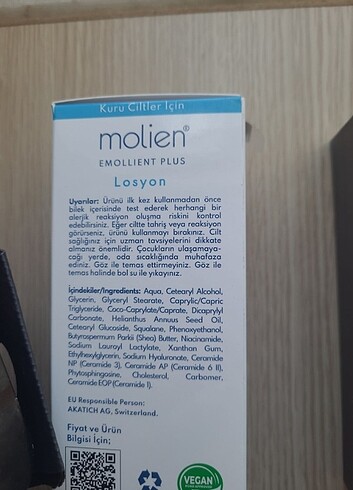 Kuru Ciltler İçin
molien®
EMOLLIENT PLUS
Losyon
Uyarılar: Ürünü ilk kez kullanmadan önce
bilek içerisinde test ederek herhangi bir
alerjik reaksiyon oluşma riskini kontrol
edebilirsiniz. Eğer ciltte tahriş veya reaksiyon
görürseniz, ürünü kullanmayı bırakınız. Cilt
sağlığınız için uzman tavsiyelerini dikkate
almanız önemlidir. Çocukların ulaşamaya-
cağı yerde, oda sıcaklığında muhafaza
ediniz. Göz ile temas ettirmeyiniz. Göz ile
temas halinde bol su ile yıkayınız.
İçindekiler/Ingredients: Aqua, Cetearyl Alcohol,
Glycerin, Glyceryl Stearate, Caprylic/Capric
Triglyceride, Coco-Caprylate/Caprate, Dicaprylyl
Carbonate, Helianthus Annuus Seed Oil,
Cetearyl Glucoside, Squalane, Phenoxyethanol,
Butyrospermum Parkii (Shea) Butter, Niacinamide,
Sodium Lauroyl Lactylate, Xanthan Gum,
Ethylhexylglycerin, Sodium Hyaluronate, Ceramide
NP (Ceramide 3), Ceramide AP (Ceramide 6 II),
Phytosphingosine, Cholesterol, Carbomer,
Ceramide EOP (Ceramide 1).
EU Responsible Person:
AKATICH AG, Switzerland.
Fiyat ve Ürün
Bilgisi İçin;
VEGAN